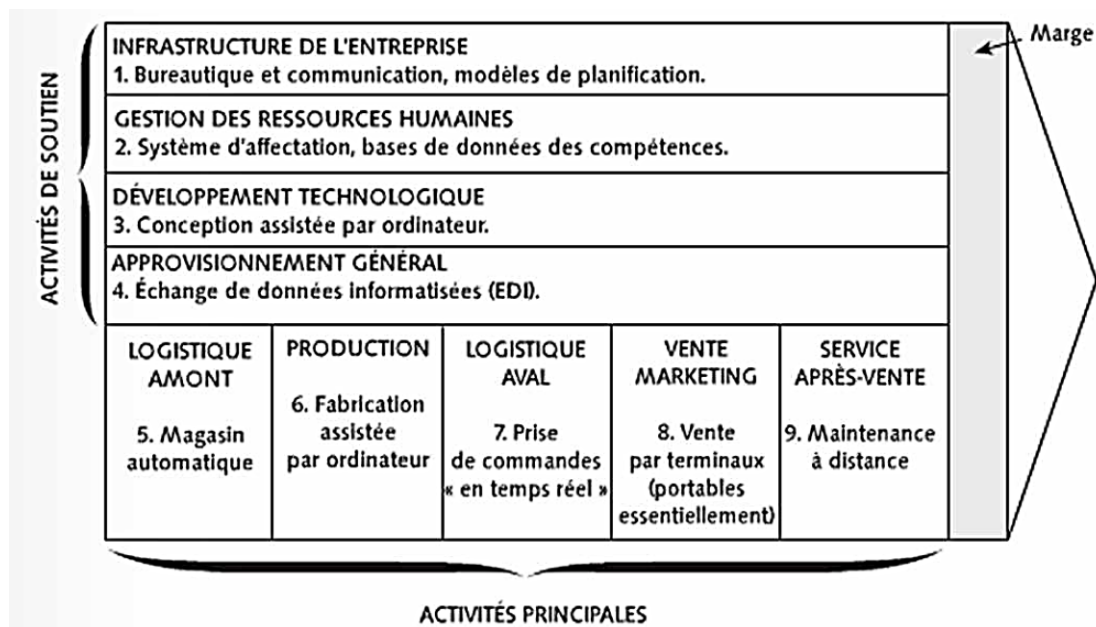 INFRASTRUCTURE DE L'ENTREPRISE
1. Bureautique et communication, modèles de planification.
Marge
GESTION DES RESSOURCES HUMAINES
2. Système d'affectation, bases de données des compétences.
DÉVELOPPEMENT TECHNOLOGIQUE
3. Conception assistée par ordinateur.
APPROVISIONNEMENT GÉNÉRAL
4. Échange de données informatisées (EDI).
ACTIVITÉS DE SOUTIEN
LOGISTIQUE
AMONT
5. Magasin
automatique
PRODUCTION
6. Fabrication
assistée
par ordinateur
LOGISTIQUE
AVAL
7. Prise
de commandes
« en temps réel »
VENTE
MARKETING
8. Vente
par terminaux
(portables
essentiellement)
SERVICE
APRÈS-VENTE
9. Maintenance
à distance
ACTIVITÉS PRINCIPALES